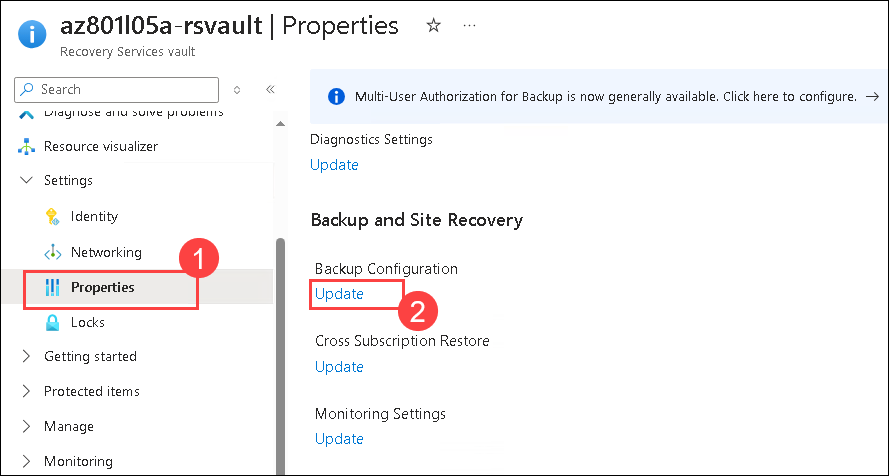 az801l05a-rsvault | Properties ☆ ···
Recovery Services vault
Search
«
Diagnose and solve problems
Resource visualizer
Settings
Identity
Networking
1
Properties
Locks
Getting started
Protected items
Manage
Monitoring
Multi-User Authorization for Backup is now generally available. Click here to configure. →
Diagnostics Settings
Update
Backup and Site Recovery
Backup Configuration
Update
2
Cross Subscription Restore
Update
Monitoring Settings
Update